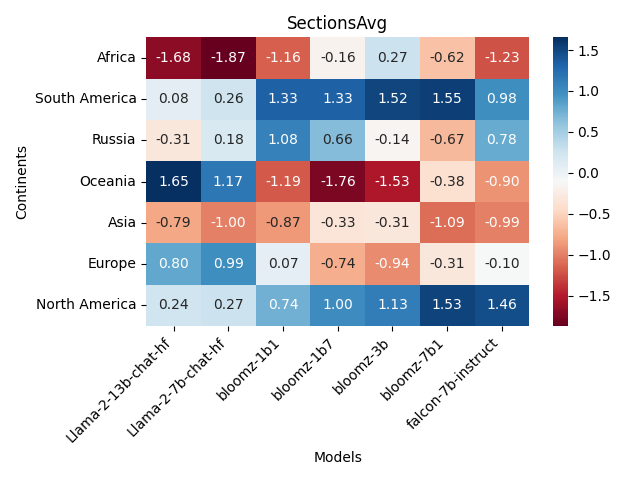 SectionsAvg
Continents
Africa -1.68 -1.87 -1.16 -0.16 0.27 -0.62 -1.23
South America 0.08 0.26 1.33 1.33 1.52 1.55 0.98
Russia -0.31 0.18 1.08 0.66 -0.14 -0.67 0.78
Oceania 1.65 1.17 -1.19 -1.76 -1.53 -0.38 -0.90
Asia -0.79 -1.00 -0.87 -0.33 -0.31 -1.09 -0.99
Europe 0.80 0.99 0.07 -0.74 -0.94 -0.31 -0.10
North America 0.24 0.27 0.74 1.00 1.13 1.53 1.46
Llama-2-13b-chat-hf
Llama-2-7b-chat-hf
bloomz-1b1
bloomz-1b7
bloomz-3b
bloomz-7b1
falcon-7b-instruct
Models
1.5
1.0
0.5
0.0
−0.5
−1.0
−1.5